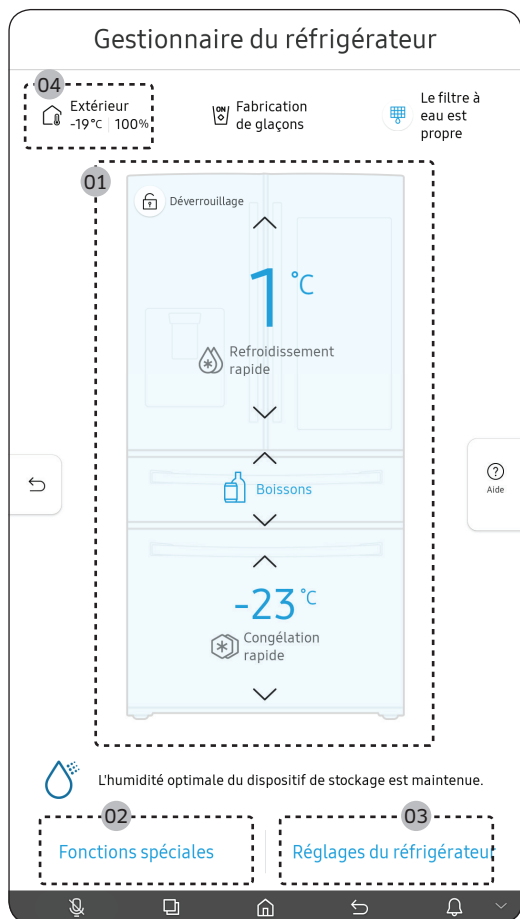 Gestionnaire du réfrigérateur
04
Extérieur
-19°C | 100%
Fabrication
de glaçons
Le filtre à
eau est
propre
01
Déverrouillage
1 °C
Refroidissement
rapide
Boissons
Aide
-23 °C
Congélation
rapide
L'humidité optimale du dispositif de stockage est maintenue.
02
03
Fonctions spéciales
Réglages du réfrigérateur